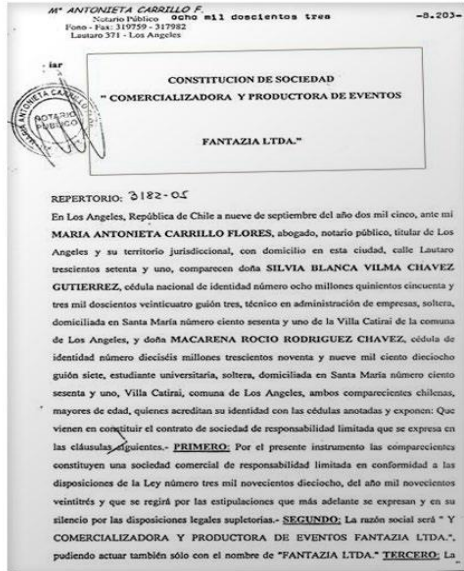 Mª ANTONIETA CARRILLO F.
Notario Público
ocho mil doscientos tres
-8.203-
Fono - Fax: 319759 - 317982
Lautaro 371 - Los Angeles
iar
MARIA ANTONIETA CARRILLO
NOTARIO
PUBLICO
CONSTITUCION DE SOCIEDAD
" COMERCIALIZADORA Y PRODUCTORA DE EVENTOS
FANTAZIA LTDA."
REPERTORIO: 3182-05
En Los Angeles, República de Chile a nueve de septiembre del año dos mil cinco, ante mi
MARIA ANTONIETA CARRILLO FLORES, abogado, notario público, titular de Los
Angeles y su territorio jurisdiccional, con domicilio en esta ciudad, calle Lautaro
trescientos setenta y uno, comparecen doña SILVIA BLANCA VILMA CHAVEZ
GUTIERREZ, cédula nacional de identidad número ocho millones quinientos cincuenta y
tres mil doscientos veinticuatro guión tres, técnico en administración de empresas, soltera,
domiciliada en Santa María número ciento sesenta y uno de la Villa Catirai de la comuna
de Los Angeles, y doña MACARENA ROCIO RODRIGUEZ CHAVEZ, cédula de
identidad número dieciséis millones trescientos noventa y nueve mil ciento dieciocho
guión siete, estudiante universitaria, soltera, domiciliada en Santa María número ciento
sesenta y uno, Villa Catirai, comuna de Los Angeles, ambos comparecientes chilenas,
mayores de edad, quienes acreditan su identidad con las cédulas anotadas y exponen: Que
vienen en constituir el contrato de sociedad de responsabilidad limitada que se expresa en
las cláusulas siguientes.- PRIMERO: Por el presente instrumento las comparecientes
constituyen una sociedad comercial de responsabilidad limitada en conformidad a las
disposiciones de la Ley número tres mil novecientos dieciocho, del año mil novecientos
veintitrés y que se regirá por las estipulaciones que más adelante se expresan y en su
silencio por las disposiciones legales supletorias.- SEGUNDO: La razón social será " Y
COMERCIALIZADORA Y PRODUCTORA DE EVENTOS FANTAZIA LTDA.",
pudiendo actuar también sólo con el nombre de "FANTAZIA LTDA." TERCERO: La